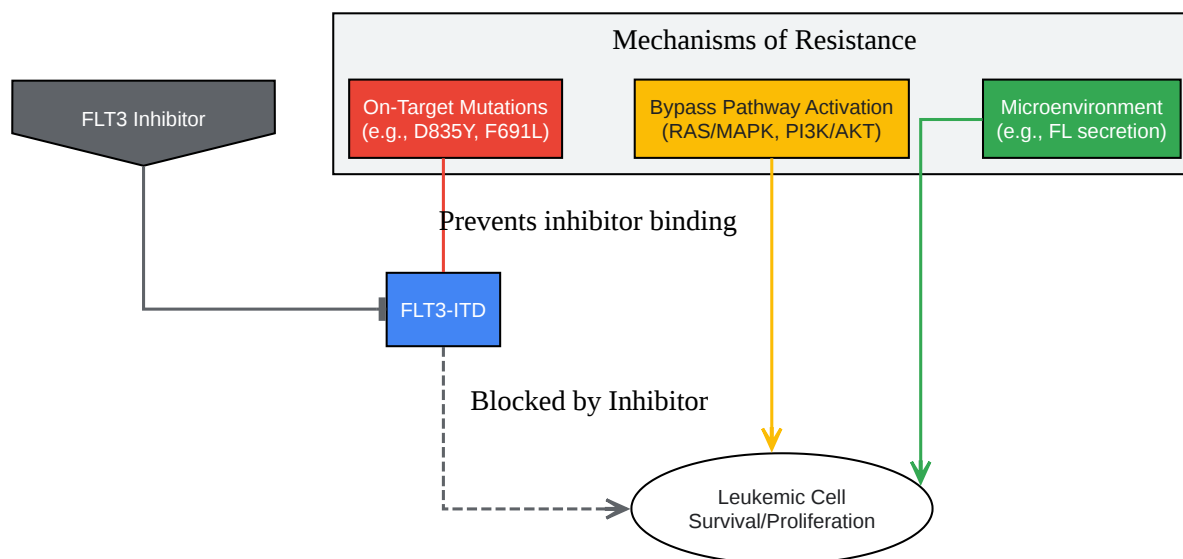 Mechanisms of Resistance
FLT3 Inhibitor
On-Target Mutations
(e.g., D835Y, F691L)
Bypass Pathway Activation
(RAS/MAPK, PI3K/AKT)
Microenvironment
(e.g., FL secretion)
Prevents inhibitor binding
FLT3-ITD
Blocked by Inhibitor
Leukemic Cell
Survival/Proliferation